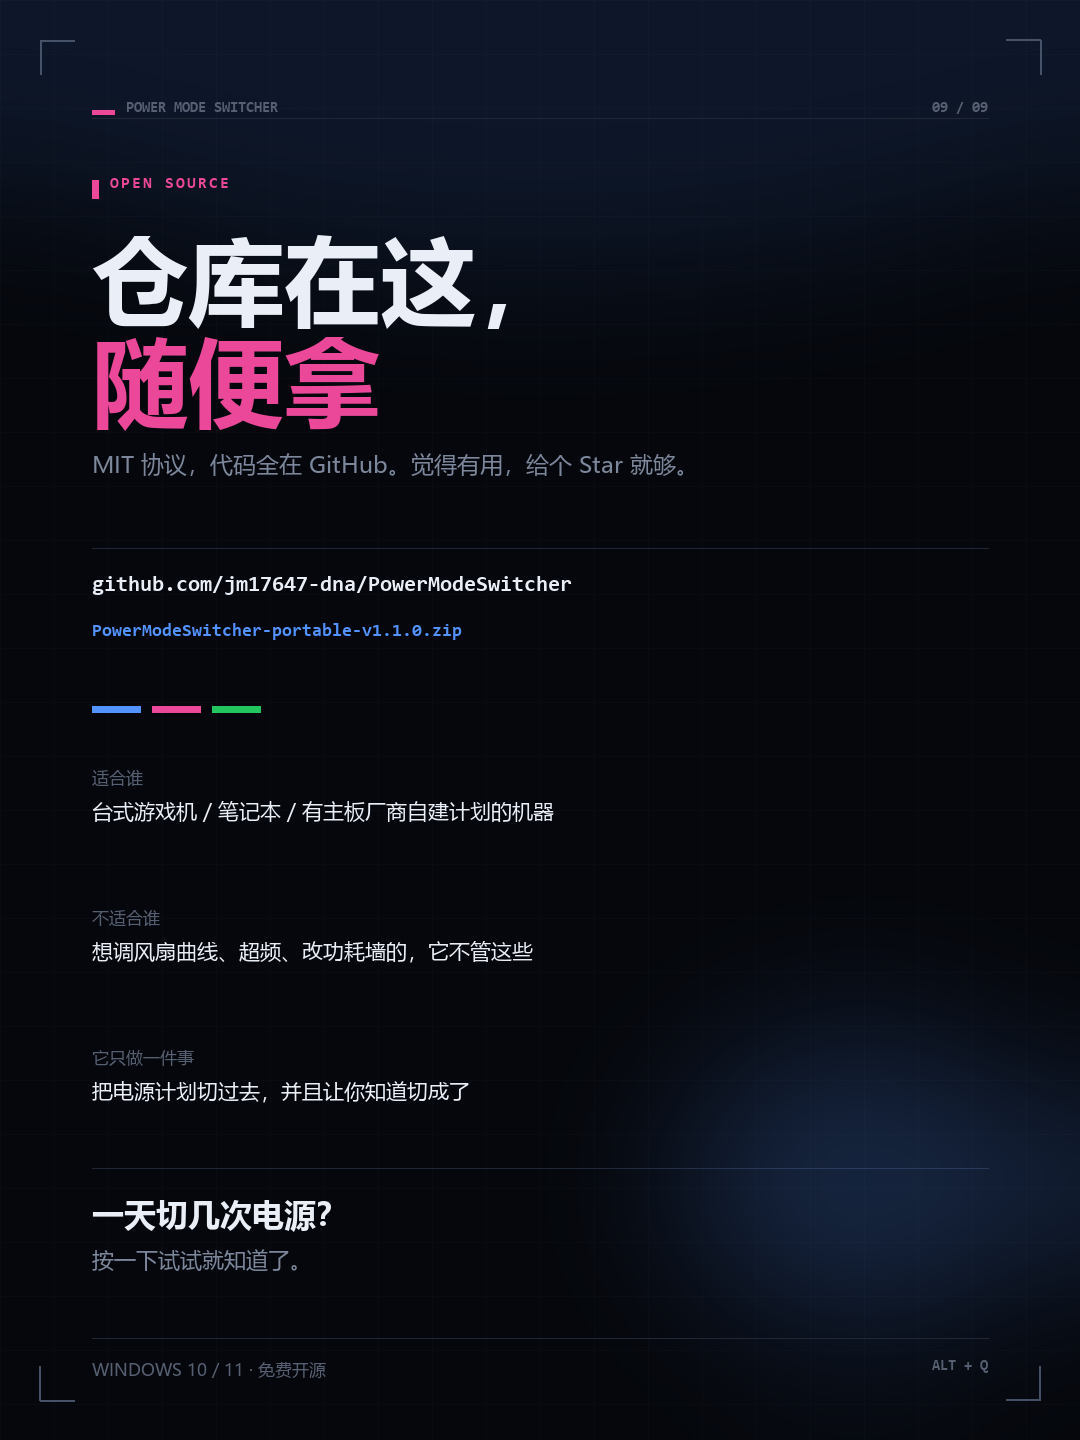 POWER MODE SWITCHER
09 / 09
OPEN SOURCE
仓库在这，
随便拿
MIT 协议，代码全在 GitHub。觉得有用，给个 Star 就够。
github.com/jm17647-dna/PowerModeSwitcher
PowerModeSwitcher-portable-v1.1.0.zip
适合谁
台式游戏机 / 笔记本 / 有主板厂商自建计划的机器
不适合谁
想调风扇曲线、超频、改功耗墙的，它不管这些
它只做一件事
把电源计划切过去，并且让你知道切成了
一天切几次电源？
按一下试试就知道了。
WINDOWS 10 / 11 · 免费开源
ALT + Q